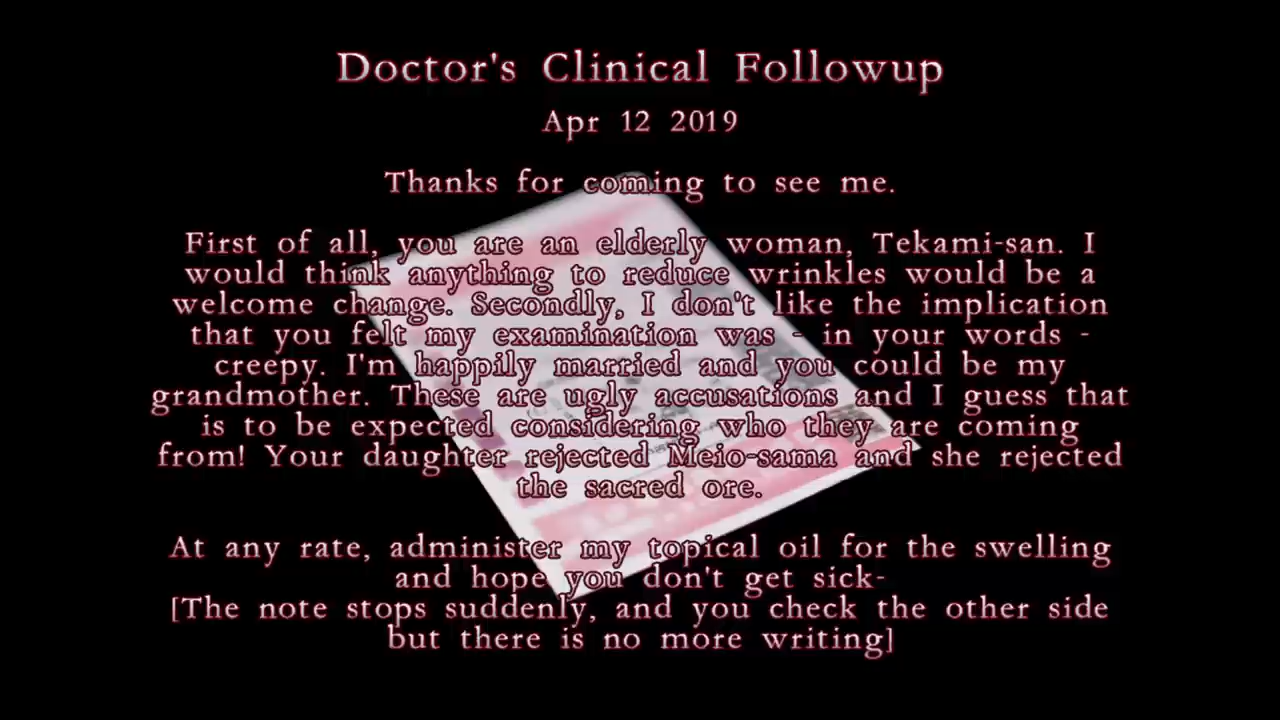 Doctor's Clinical Followup
Apr 12 2019
Thanks for coming to see me.
First of all, you are an elderly woman, Tekami-san. I
would think anything to reduce wrinkles would be a
welcome change. Secondly, I don't like the implication
that you felt my examination was - in your words -
creepy. I'm happily married and you could be my
grandmother. These are ugly accusations and I guess that
is to be expected considering who they are coming
from! Your daughter rejected Meio-sama and she rejected
the sacred ore.
At any rate, administer my topical oil for the swelling
and hope you don't get sick-
[The note stops suddenly, and you check the other side
but there is no more writing]